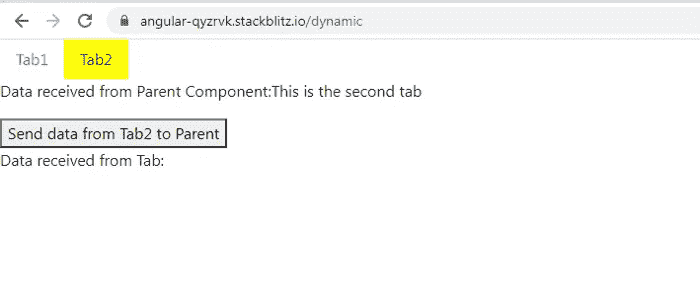 angular-qyzrvk.stackblitz.io/dynamic
Tab1 Tab2
Data received from Parent Component:This is the second tab
Send data from Tab2 to Parent
Data received from Tab: